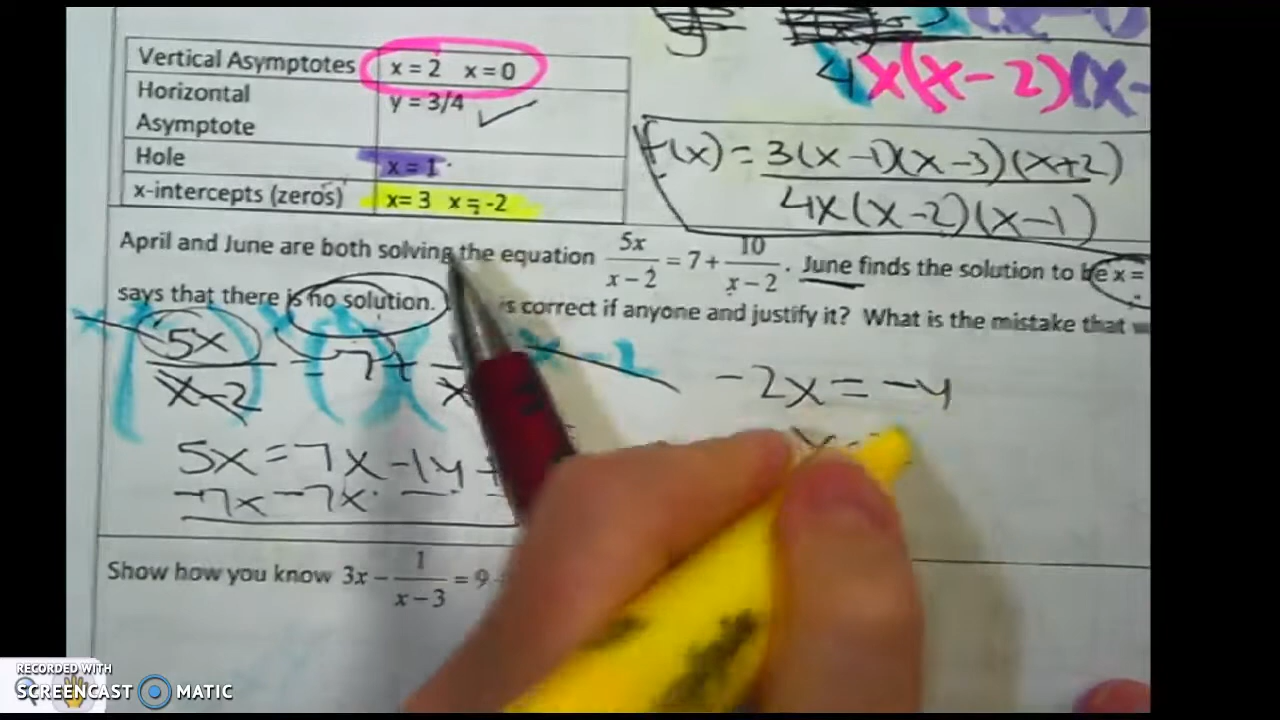 4x(x-2)(x-
Vertical Asymptotes x = 2 x = 0
Horizontal Asymptote y = 3/4 ✓
Hole x = 1
x-intercepts (zeros) x= 3 x = -2
f(x) = 3(x-1)(x-3)(x+2) / 4x(x-2)(x-1)
April and June are both solving the equation 5x/(x-2) = 7 + 10/(x-2). June finds the solution to be x =
says that there is no solution. is correct if anyone and justify it? What is the mistake that
5x/(x-2) = 7 +
-2x = -4
5x = 7x - 14 +
-7x -7x
Show how you know 3x - 1/(x-3) = 9
RECORDED WITH
SCREENCAST MATIC